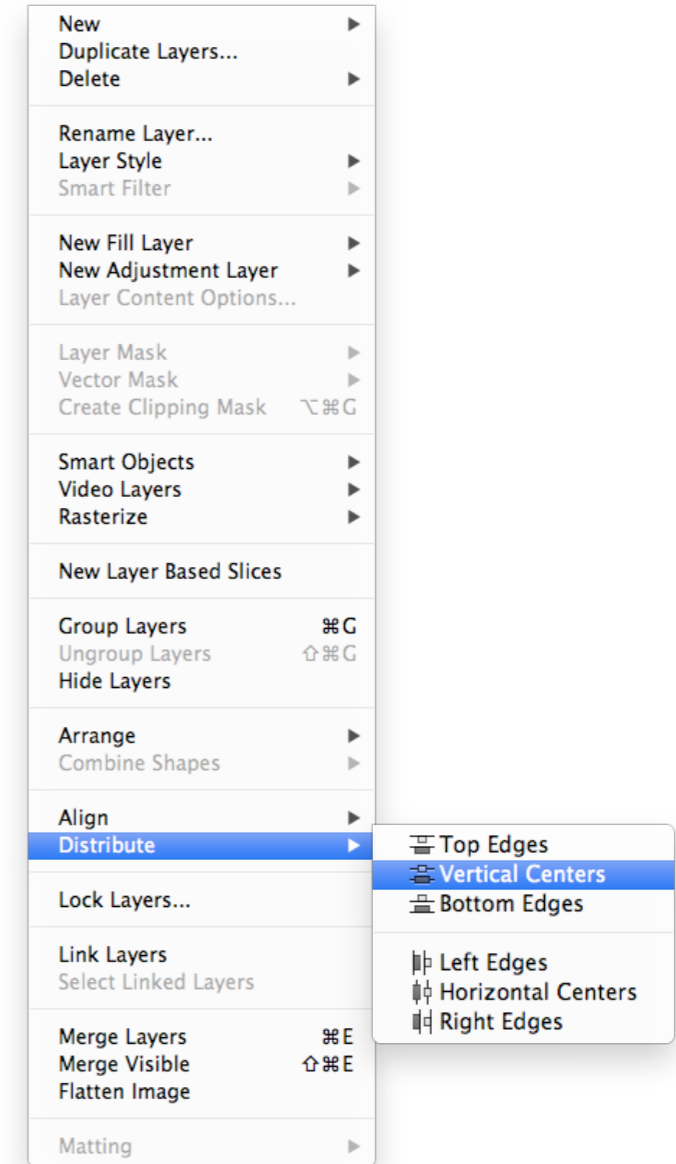 New
Duplicate Layers...
Delete
Rename Layer...
Layer Style
Smart Filter
New Fill Layer
New Adjustment Layer
Layer Content Options...
Layer Mask
Vector Mask
Create Clipping Mask ⌥⌘G
Smart Objects
Video Layers
Rasterize
New Layer Based Slices
Group Layers ⌘G
Ungroup Layers ⇧⌘G
Hide Layers
Arrange
Combine Shapes
Align
Distribute
Top Edges
Vertical Centers
Bottom Edges
Left Edges
Horizontal Centers
Right Edges
Lock Layers...
Link Layers
Select Linked Layers
Merge Layers ⌘E
Merge Visible ⇧⌘E
Flatten Image
Matting